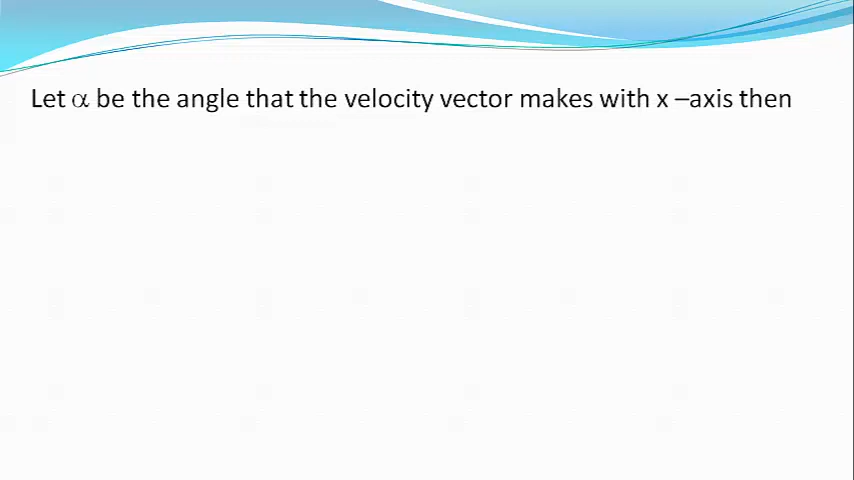 Let α be the angle that the velocity vector makes with x –axis then